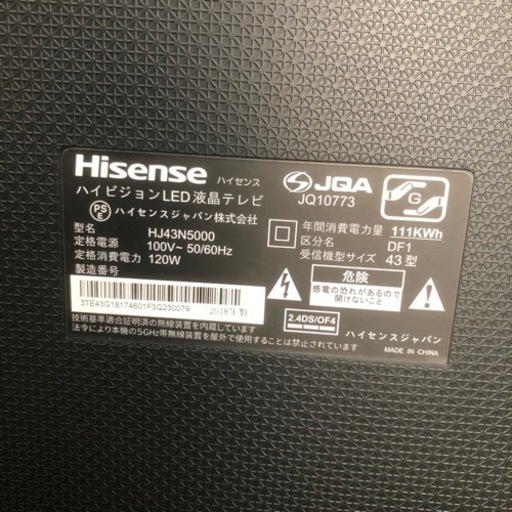 Hisense ハイセンス
ハイビジョンLED液晶テレビ
PS
E
ハイセンスジャパン株式会社
型名 HJ43N5000
定格電源 100V~ 50/60Hz
定格消費電力 120W
製造番号
3TE43G18174601F3Q230079
2018年製
技術基準適合証明済の無線装置を内蔵しています。
法令により本機の5GHz帯無線装置を屋外で使用することは禁止されています
JQA
JQ10773
G
年間消費電力量 111KWh
区分名 DF1
受信機型サイズ 43型
危険
感電の恐れがあるので
開けないこと
2.4DS/OF4
ハイセンスジャパン
MADE IN CHINA